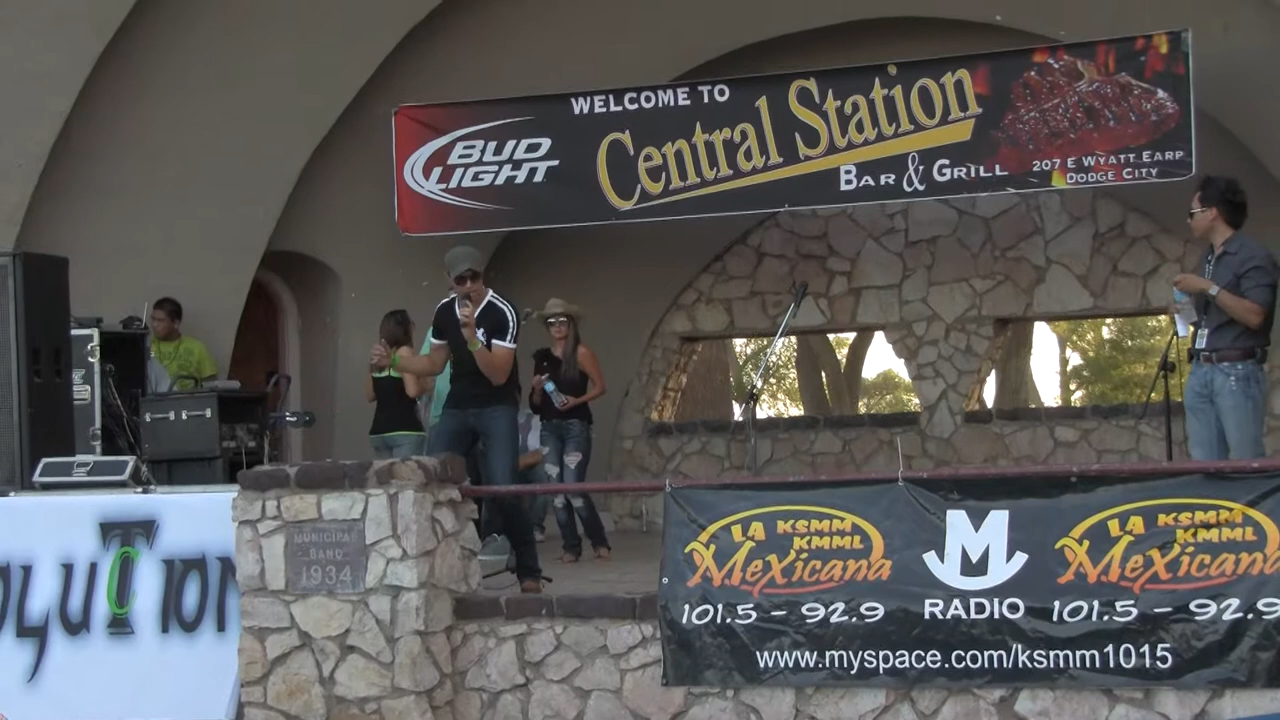 WELCOME TO
BUD
LIGHT
Central Station
BAR & GRILL
207 E WYATT EARP
DODGE CITY
MUNICIPAL
BAND
1934
LA KSMM
KMML
Mexicana
101.5 - 92.9
M
RADIO
LA KSMM
KMML
Mexicana
101.5 - 92.9
www.myspace.com/ksmm1015